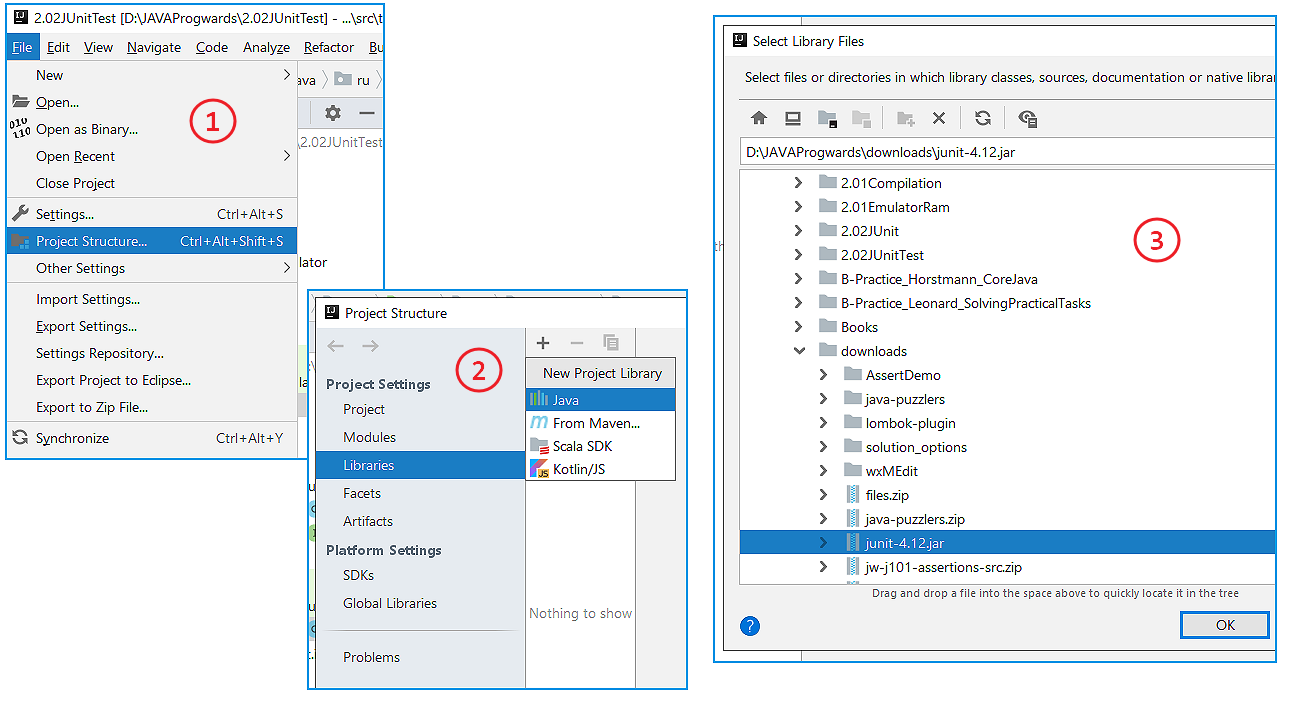 2.02JUnitTest [D:\JAVAProgwards\2.02JUnitTest] - ...\src\t
File Edit View Navigate Code Analyze Refactor Bu
New
ava
ru
Open...
Open as Binary...
1
Open Recent
\2.02JUnitTest
Close Project
Settings... Ctrl+Alt+S
Project Structure... Ctrl+Alt+Shift+S
Other Settings
lator
Import Settings...
Export Settings...
Settings Repository...
Export Project to Eclipse...
Export to Zip File...
Synchronize Ctrl+Alt+Y
Project Structure
2
Project Settings
Project
Modules
Libraries
Facets
Artifacts
Platform Settings
SDKs
Global Libraries
Problems
New Project Library
Java
From Maven...
Scala SDK
Kotlin/JS
Nothing to show
Select Library Files
Select files or directories in which library classes, sources, documentation or native librar
D:\JAVAProgwards\downloads\junit-4.12.jar
3
2.01Compilation
2.01EmulatorRam
2.02JUnit
2.02JUnitTest
B-Practice_Horstmann_CoreJava
B-Practice_Leonard_SolvingPracticalTasks
Books
downloads
AssertDemo
java-puzzlers
lombok-plugin
solution_options
wxMEdit
files.zip
java-puzzlers.zip
junit-4.12.jar
jw-j101-assertions-src.zip
Drag and drop a file into the space above to quickly locate it in the tree
?
OK